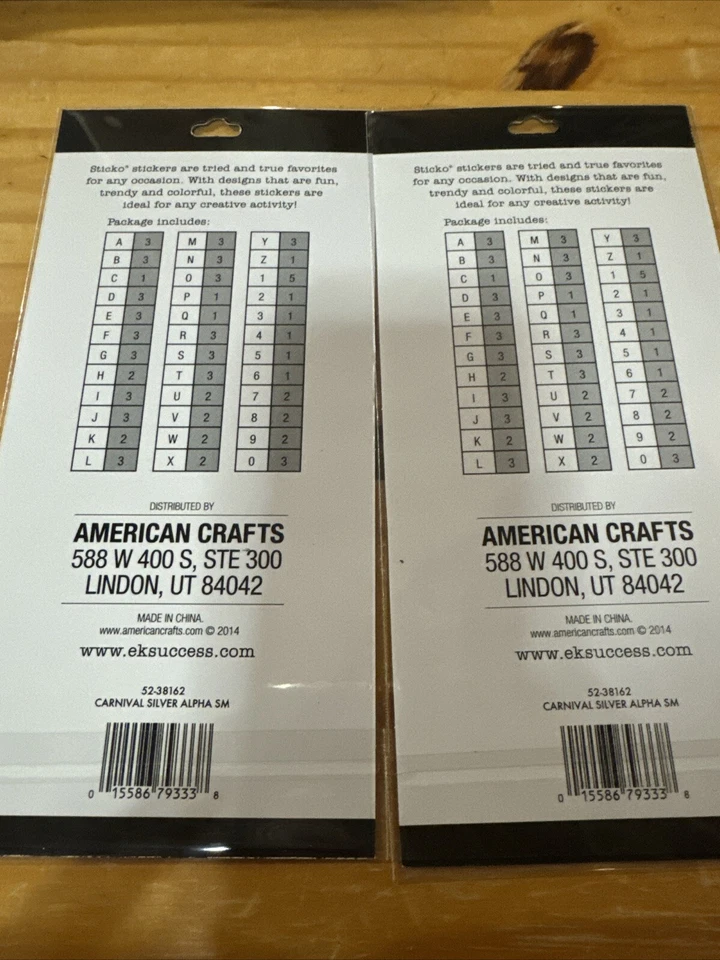 Sticko® stickers are tried and true favorites
for any occasion. With designs that are fun,
trendy and colorful, these stickers are
ideal for any creative activity!
Package includes:
A 3 M 3 Y 3
B 3 N 3 Z 1
C 1 O 3 1 5
D 3 P 1 2 1
E 3 Q 1 3 1
F 3 R 3 4 1
G 3 S 3 5 1
H 2 T 3 6 1
I 3 U 2 7 2
J 3 V 2 8 2
K 2 W 2 9 2
L 3 X 2 0 3
DISTRIBUTED BY
AMERICAN CRAFTS
588 W 400 S, STE 300
LINDON, UT 84042
MADE IN CHINA.
www.americancrafts.com © 2014
www.eksuccess.com
52-38162
CARNIVAL SILVER ALPHA SM
0 15586 79333 8
Sticko® stickers are tried and true favorites
for any occasion. With designs that are fun,
trendy and colorful, these stickers are
ideal for any creative activity!
Package includes:
A 3 M 3 Y 3
B 3 N 3 Z 1
C 1 O 3 1 5
D 3 P 1 2 1
E 3 Q 1 3 1
F 3 R 3 4 1
G 3 S 3 5 1
H 2 T 3 6 1
I 3 U 2 7 2
J 3 V 2 8 2
K 2 W 2 9 2
L 3 X 2 0 3
DISTRIBUTED BY
AMERICAN CRAFTS
588 W 400 S, STE 300
LINDON, UT 84042
MADE IN CHINA.
www.americancrafts.com © 2014
www.eksuccess.com
52-38162
CARNIVAL SILVER ALPHA SM
0 15586 79333 8